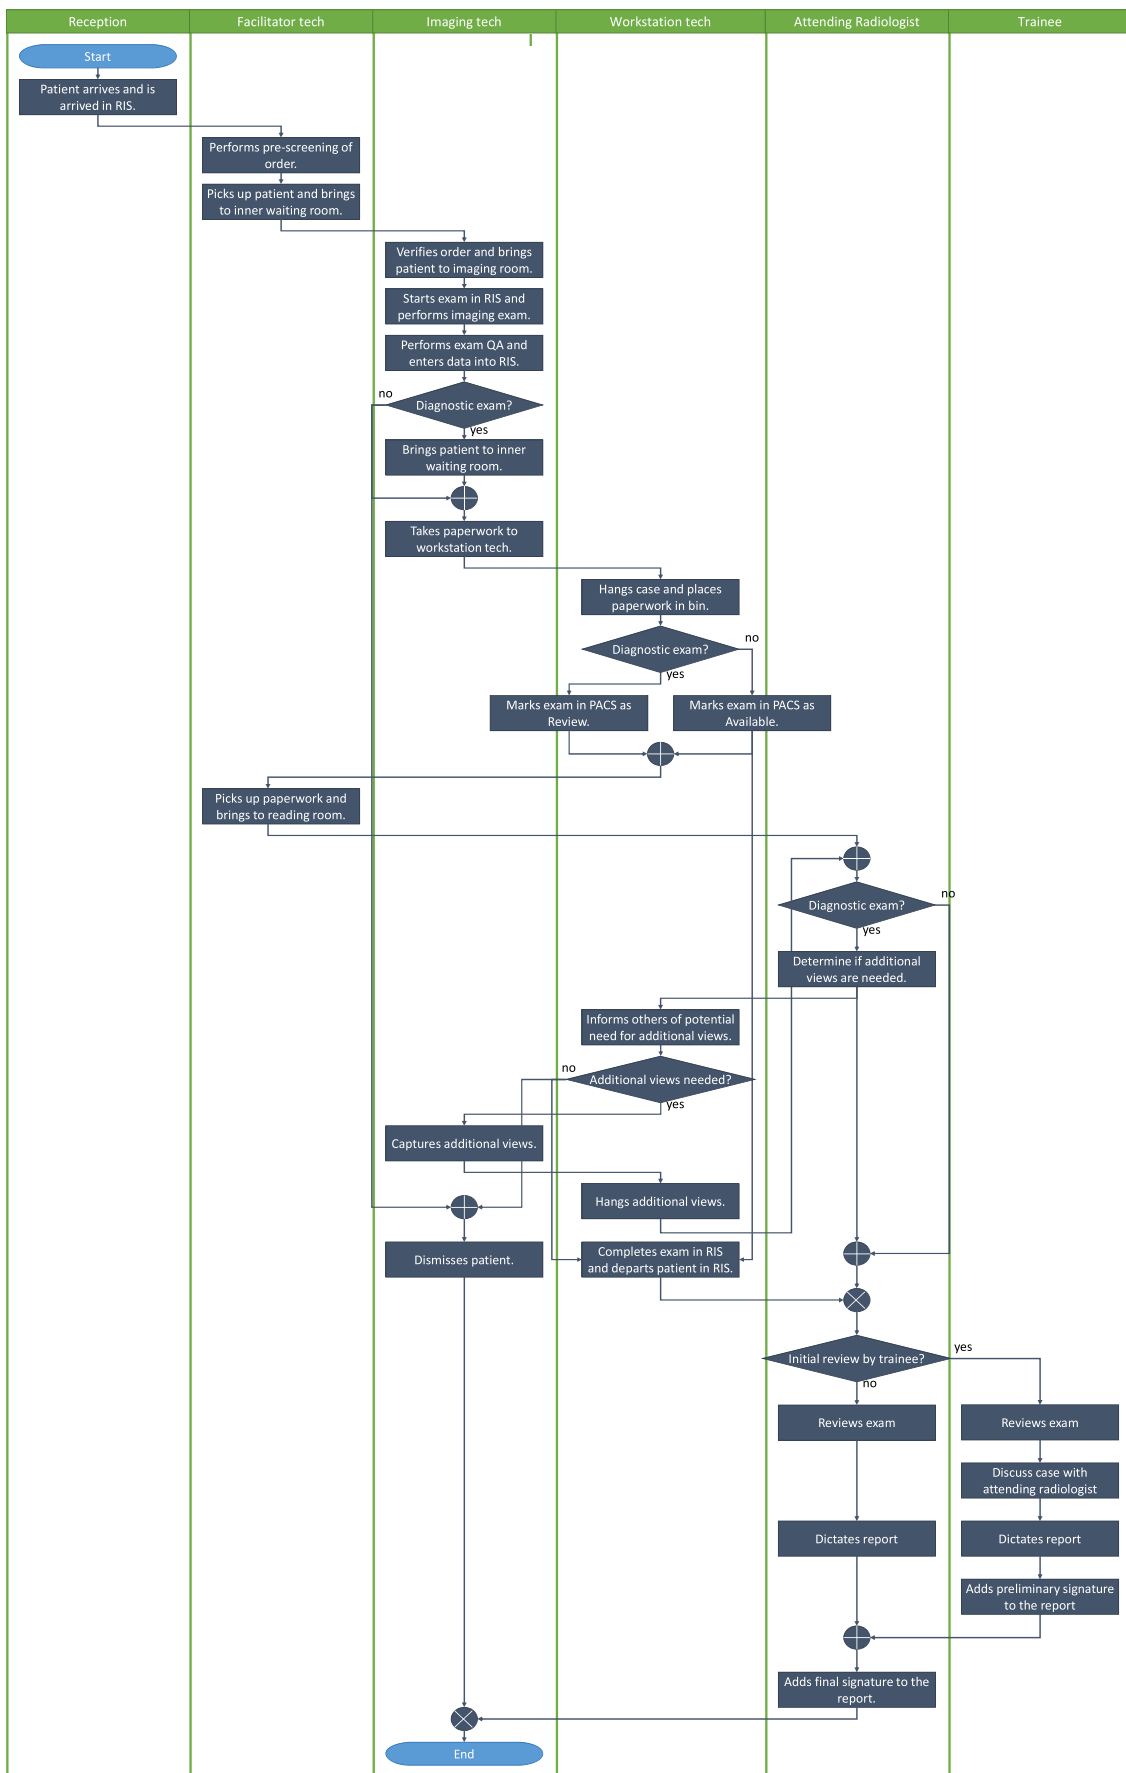 Reception
Facilitator tech
Imaging tech
Workstation tech
Attending Radiologist
Trainee
Start
Patient arrives and is
arrived in RIS.
Performs pre-screening of
order.
Picks up patient and brings
to inner waiting room.
Verifies order and brings
patient to imaging room.
Starts exam in RIS and
performs imaging exam.
Performs exam QA and
enters data into RIS.
no
Diagnostic exam?
yes
Brings patient to inner
waiting room.
Takes paperwork to
workstation tech.
Hangs case and places
paperwork in bin.
no
Diagnostic exam?
yes
Marks exam in PACS as
Review.
Marks exam in PACS as
Available.
Picks up paperwork and
brings to reading room.
no
Diagnostic exam?
yes
Determine if additional
views are needed.
Informs others of potential
need for additional views.
no
Additional views needed?
yes
Captures additional views.
Hangs additional views.
Dismisses patient.
Completes exam in RIS
and departs patient in RIS.
yes
Initial review by trainee?
no
Reviews exam
Reviews exam
Discuss case with
attending radiologist
Dictates report
Dictates report
Adds preliminary signature
to the report
Adds final signature to the
report.
End